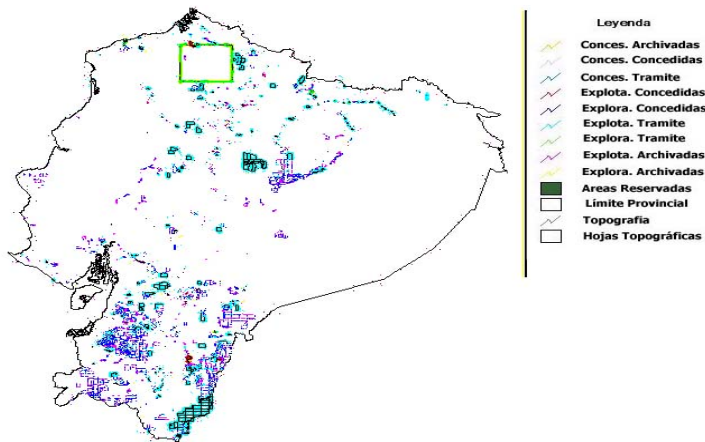 Leyenda
Conces. Archivadas
Conces. Concedidas
Conces. Tramite
Explota. Concedidas
Explora. Concedidas
Explota. Tramite
Explora. Tramite
Explota. Archivadas
Explora. Archivadas
Areas Reservadas
Límite Provincial
Topografia
Hojas Topográficas